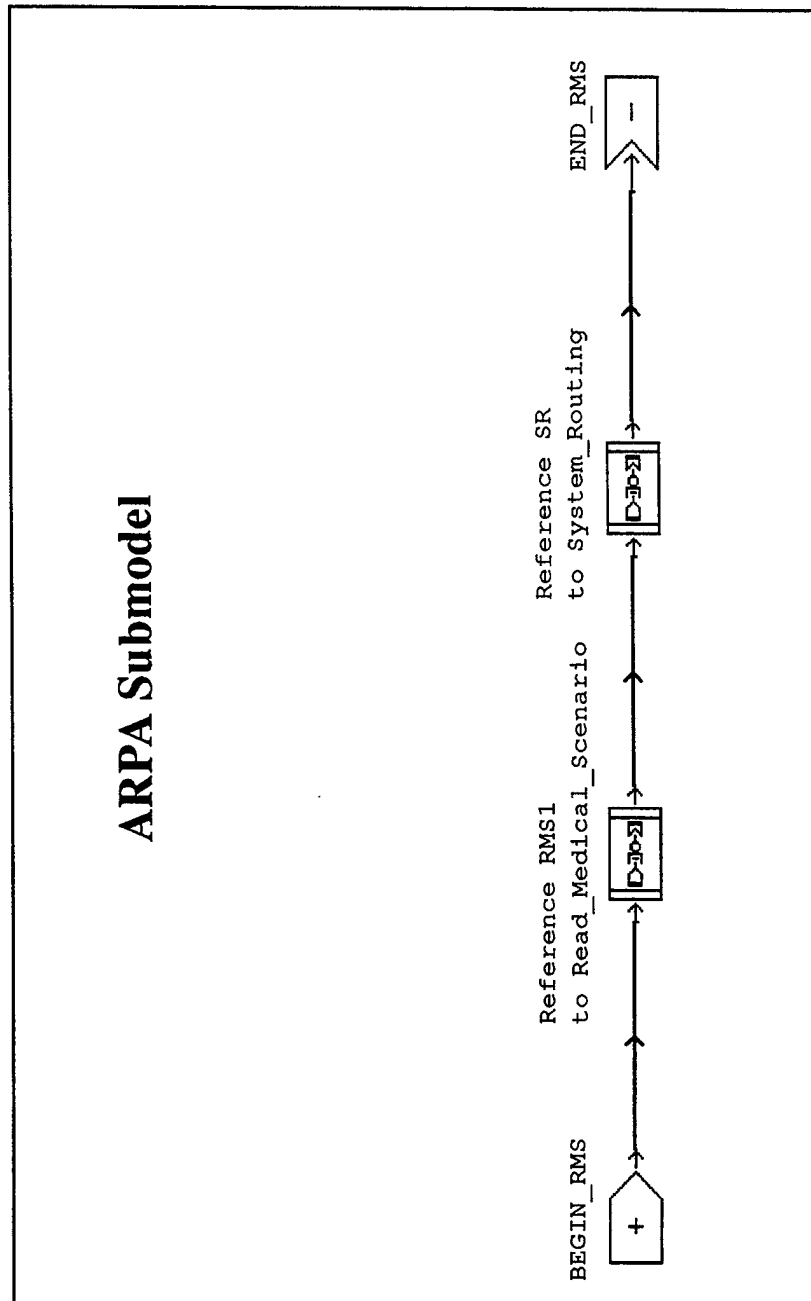 ARPA Submodel
BEGIN_RMS
+
Reference RMS1
to Read_Medical_Scenario
Reference SR
to System_Routing
END_RMS
-